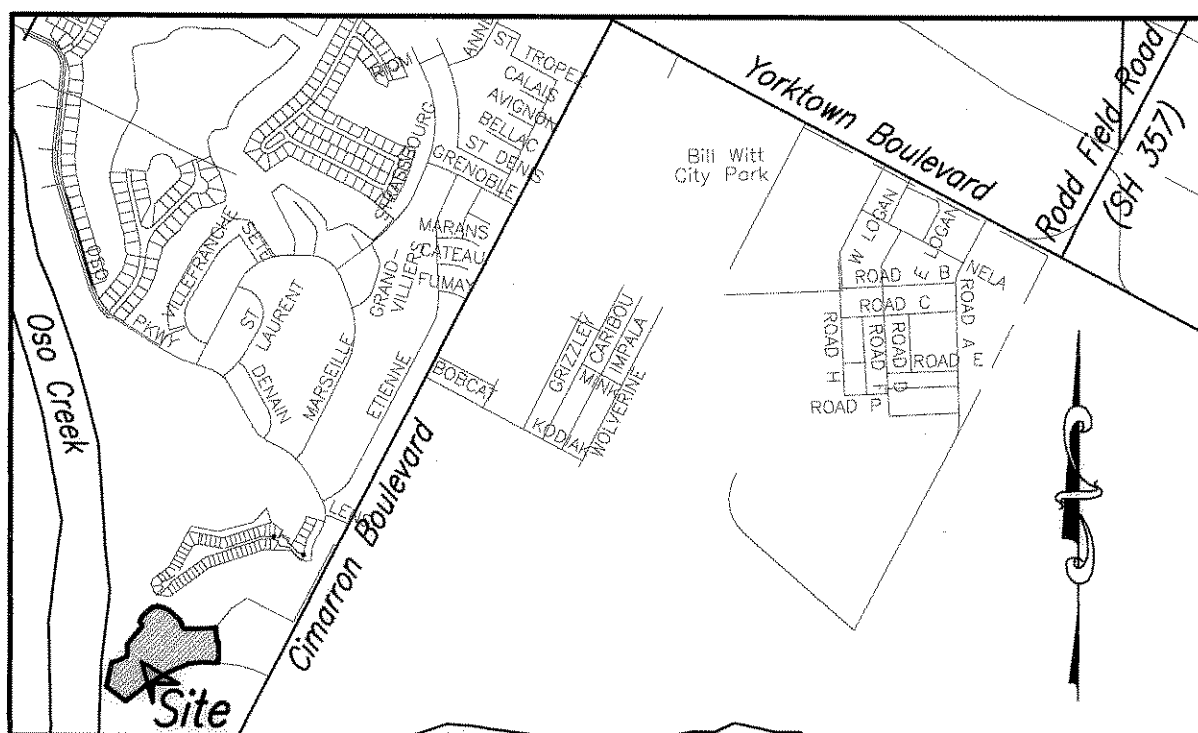 ST TROPEZ
CALAIS
AVIGNON
BELLAC
ST DENIS
GRENOBLE
STRASBOURG
Yorktown Boulevard
Rodd Field Road
(SH 357)
Bill Witt
City Park
MARANS
CATEAU
FUMAY
GRAND-
VILLIERS
SETE
VILLEFRANCHE
OSO
PKWY
ST
LAURENT
DENAIN
MARSEILLE
ETIENNE
Oso Creek
Cimarron Boulevard
BOBCAT
GRIZZLEY
CARIBOU
IMPALA
MINK
WOLVERINE
KODIAK
W LOGAN
E LOGAN
NELA
ROAD B
ROAD C
ROAD A
ROAD E
ROAD H
ROAD F
ROAD D
ROAD P
Site